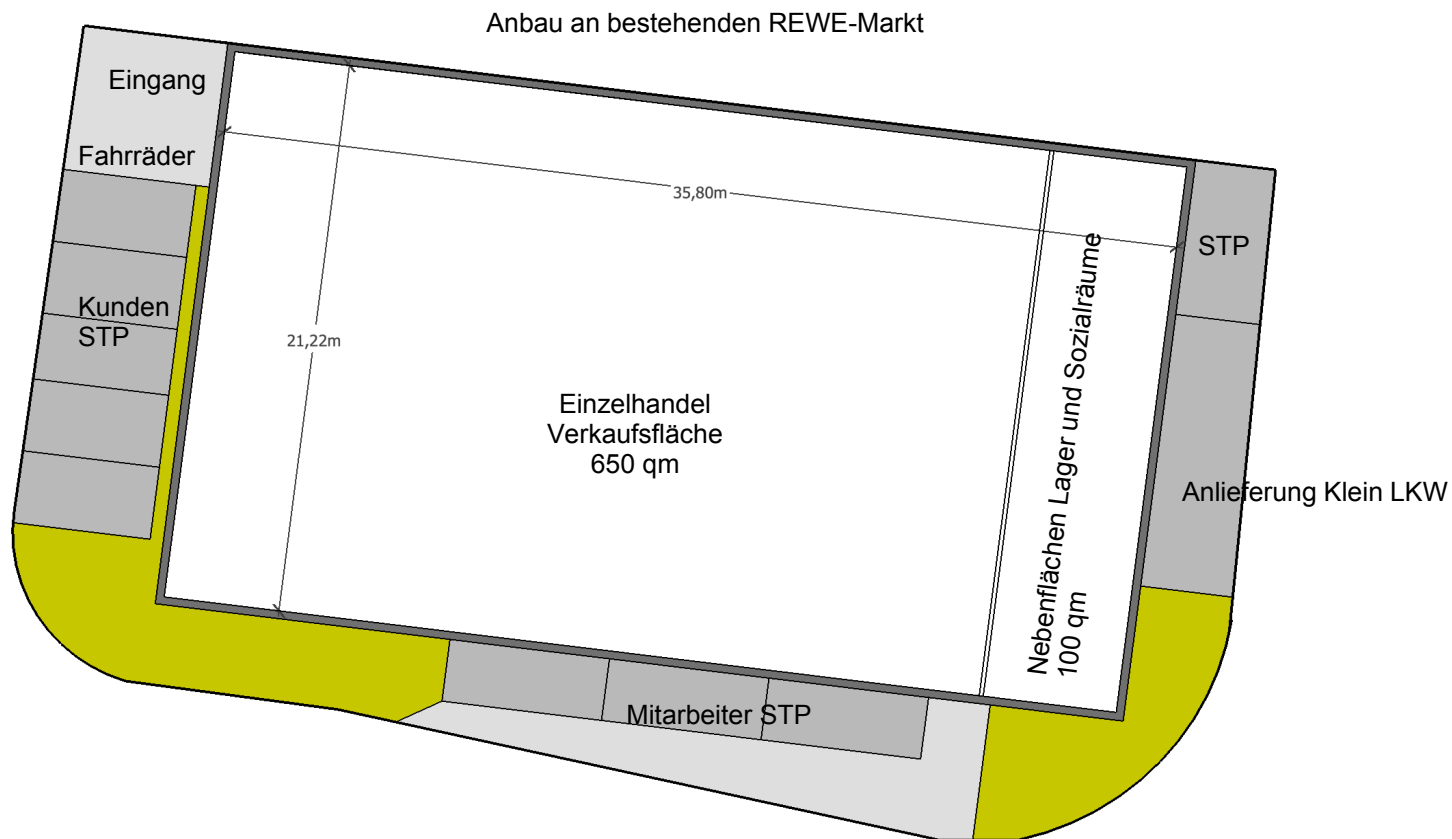 Anbau an bestehenden REWE-Markt
Eingang
Fahrräder
35,80m
STP
Kunden
STP
21,22m
Einzelhandel
Verkaufsfläche
650 qm
Nebenflächen Lager und Sozialräume
100 qm
Anlieferung Klein LKW
Mitarbeiter STP